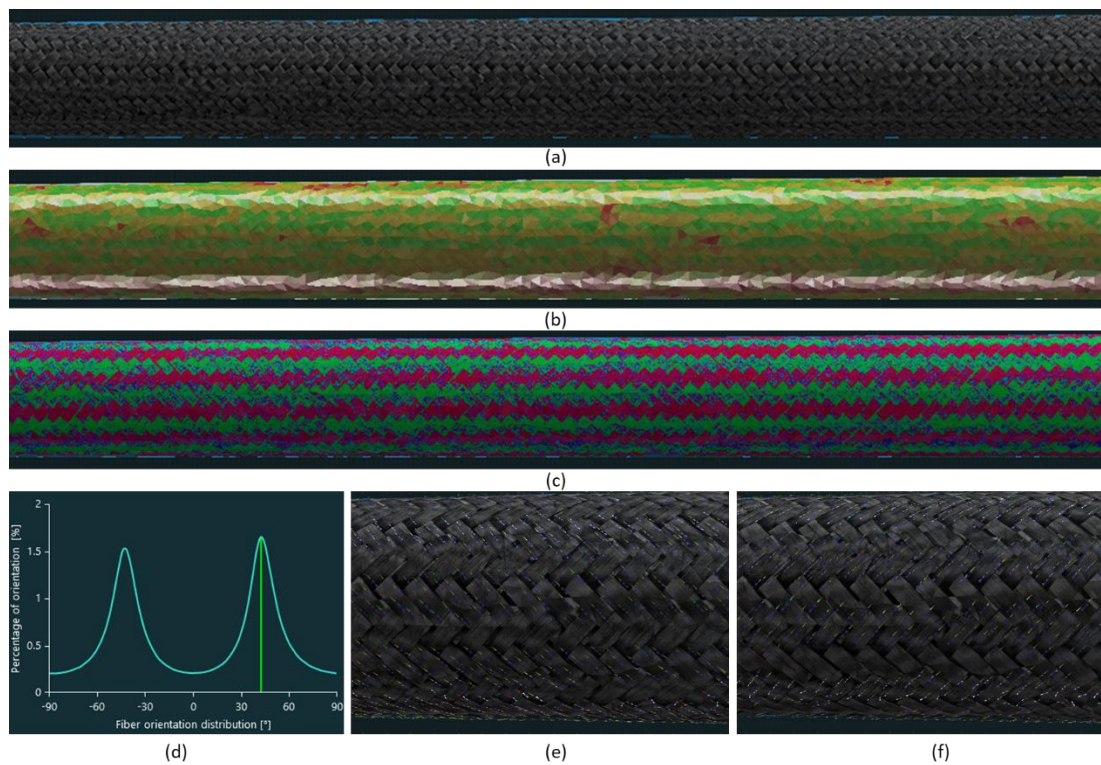 (a)
(b)
(c)
Percentage of orientation [%]
2
1.5
1
0.5
0
-90 -60 -30 0 30 60 90
Fiber orientation distribution [°]
(d) (e) (f)